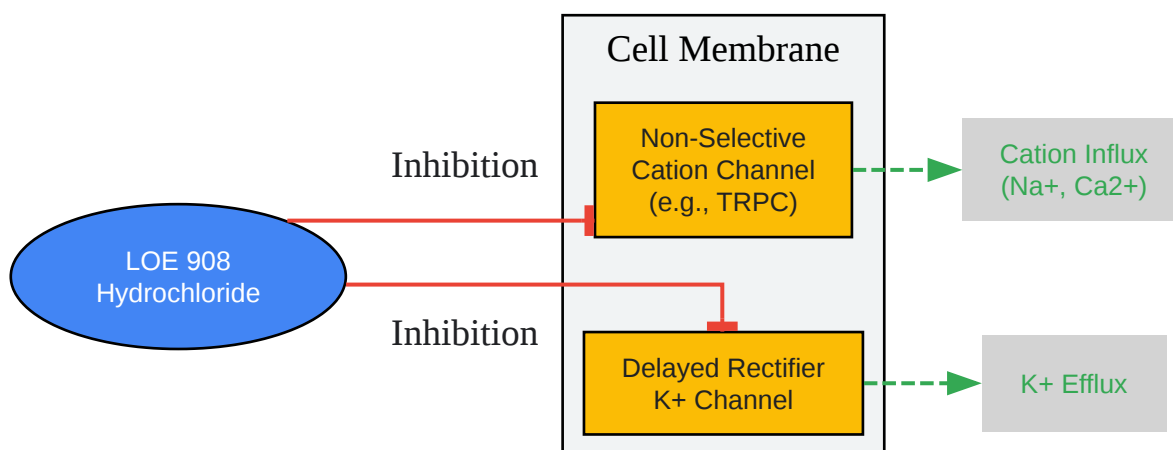 Cell Membrane
Non-Selective
Cation Channel
(e.g., TRPC)
Inhibition
Cation Influx
(Na+, Ca2+)
LOE 908
Hydrochloride
Inhibition
Delayed Rectifier
K+ Channel
K+ Efflux